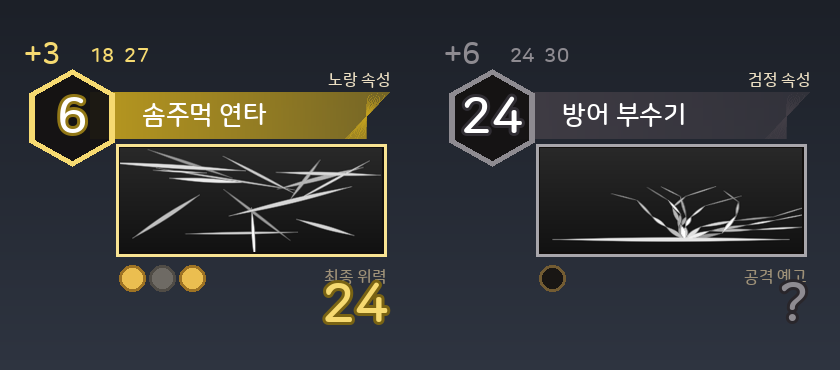 +3 18 27
노랑 속성
6 솜주먹 연타
최종 위력
24
+6 24 30
검정 속성
24 방어 부수기
공격 예고
?